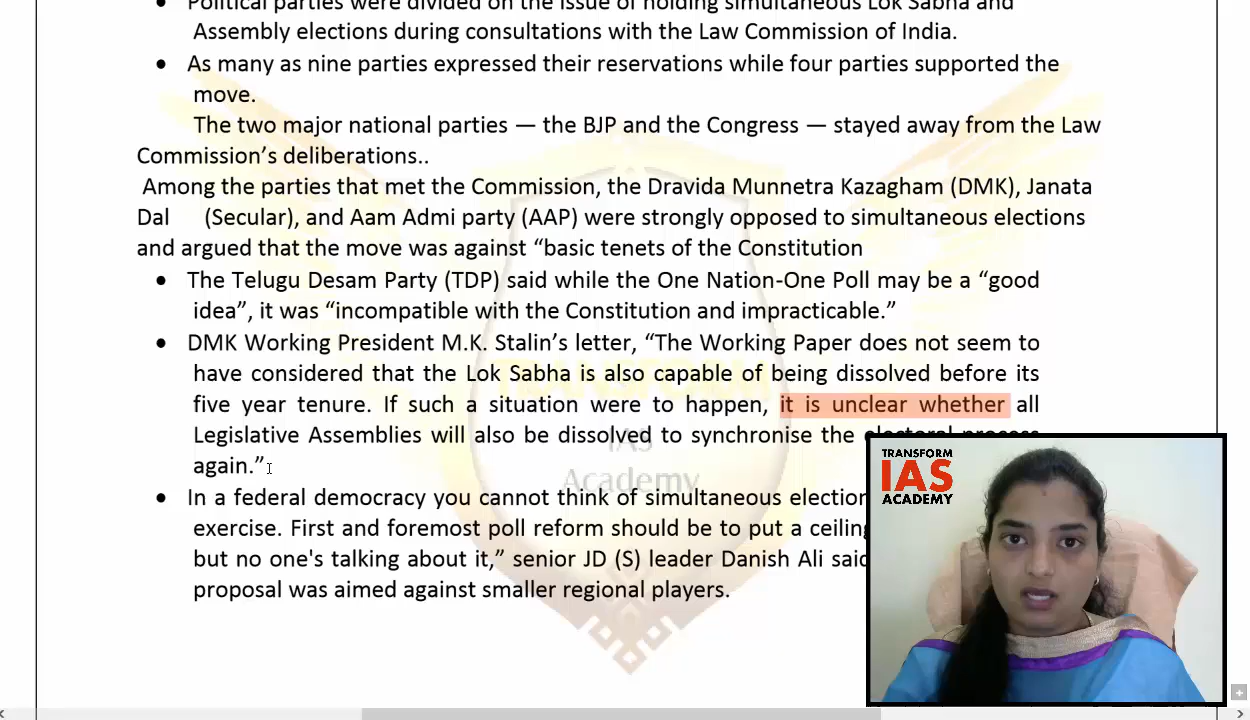 Political parties were divided on the issue of holding simultaneous Lok Sabha and
Assembly elections during consultations with the Law Commission of India.
As many as nine parties expressed their reservations while four parties supported the
move.
The two major national parties — the BJP and the Congress — stayed away from the Law
Commission’s deliberations..
Among the parties that met the Commission, the Dravida Munnetra Kazagham (DMK), Janata
Dal (Secular), and Aam Admi party (AAP) were strongly opposed to simultaneous elections
and argued that the move was against “basic tenets of the Constitution
The Telugu Desam Party (TDP) said while the One Nation-One Poll may be a “good
idea”, it was “incompatible with the Constitution and impracticable.”
DMK Working President M.K. Stalin’s letter, “The Working Paper does not seem to
have considered that the Lok Sabha is also capable of being dissolved before its
five year tenure. If such a situation were to happen, it is unclear whether all
Legislative Assemblies will also be dissolved to synchronise the electoral process
again.”
In a federal democracy you cannot think of simultaneous election
exercise. First and foremost poll reform should be to put a ceiling
but no one's talking about it,” senior JD (S) leader Danish Ali said
proposal was aimed against smaller regional players.
TRANSFORM
IAS
Academy
TRANSFORM
IAS
ACADEMY